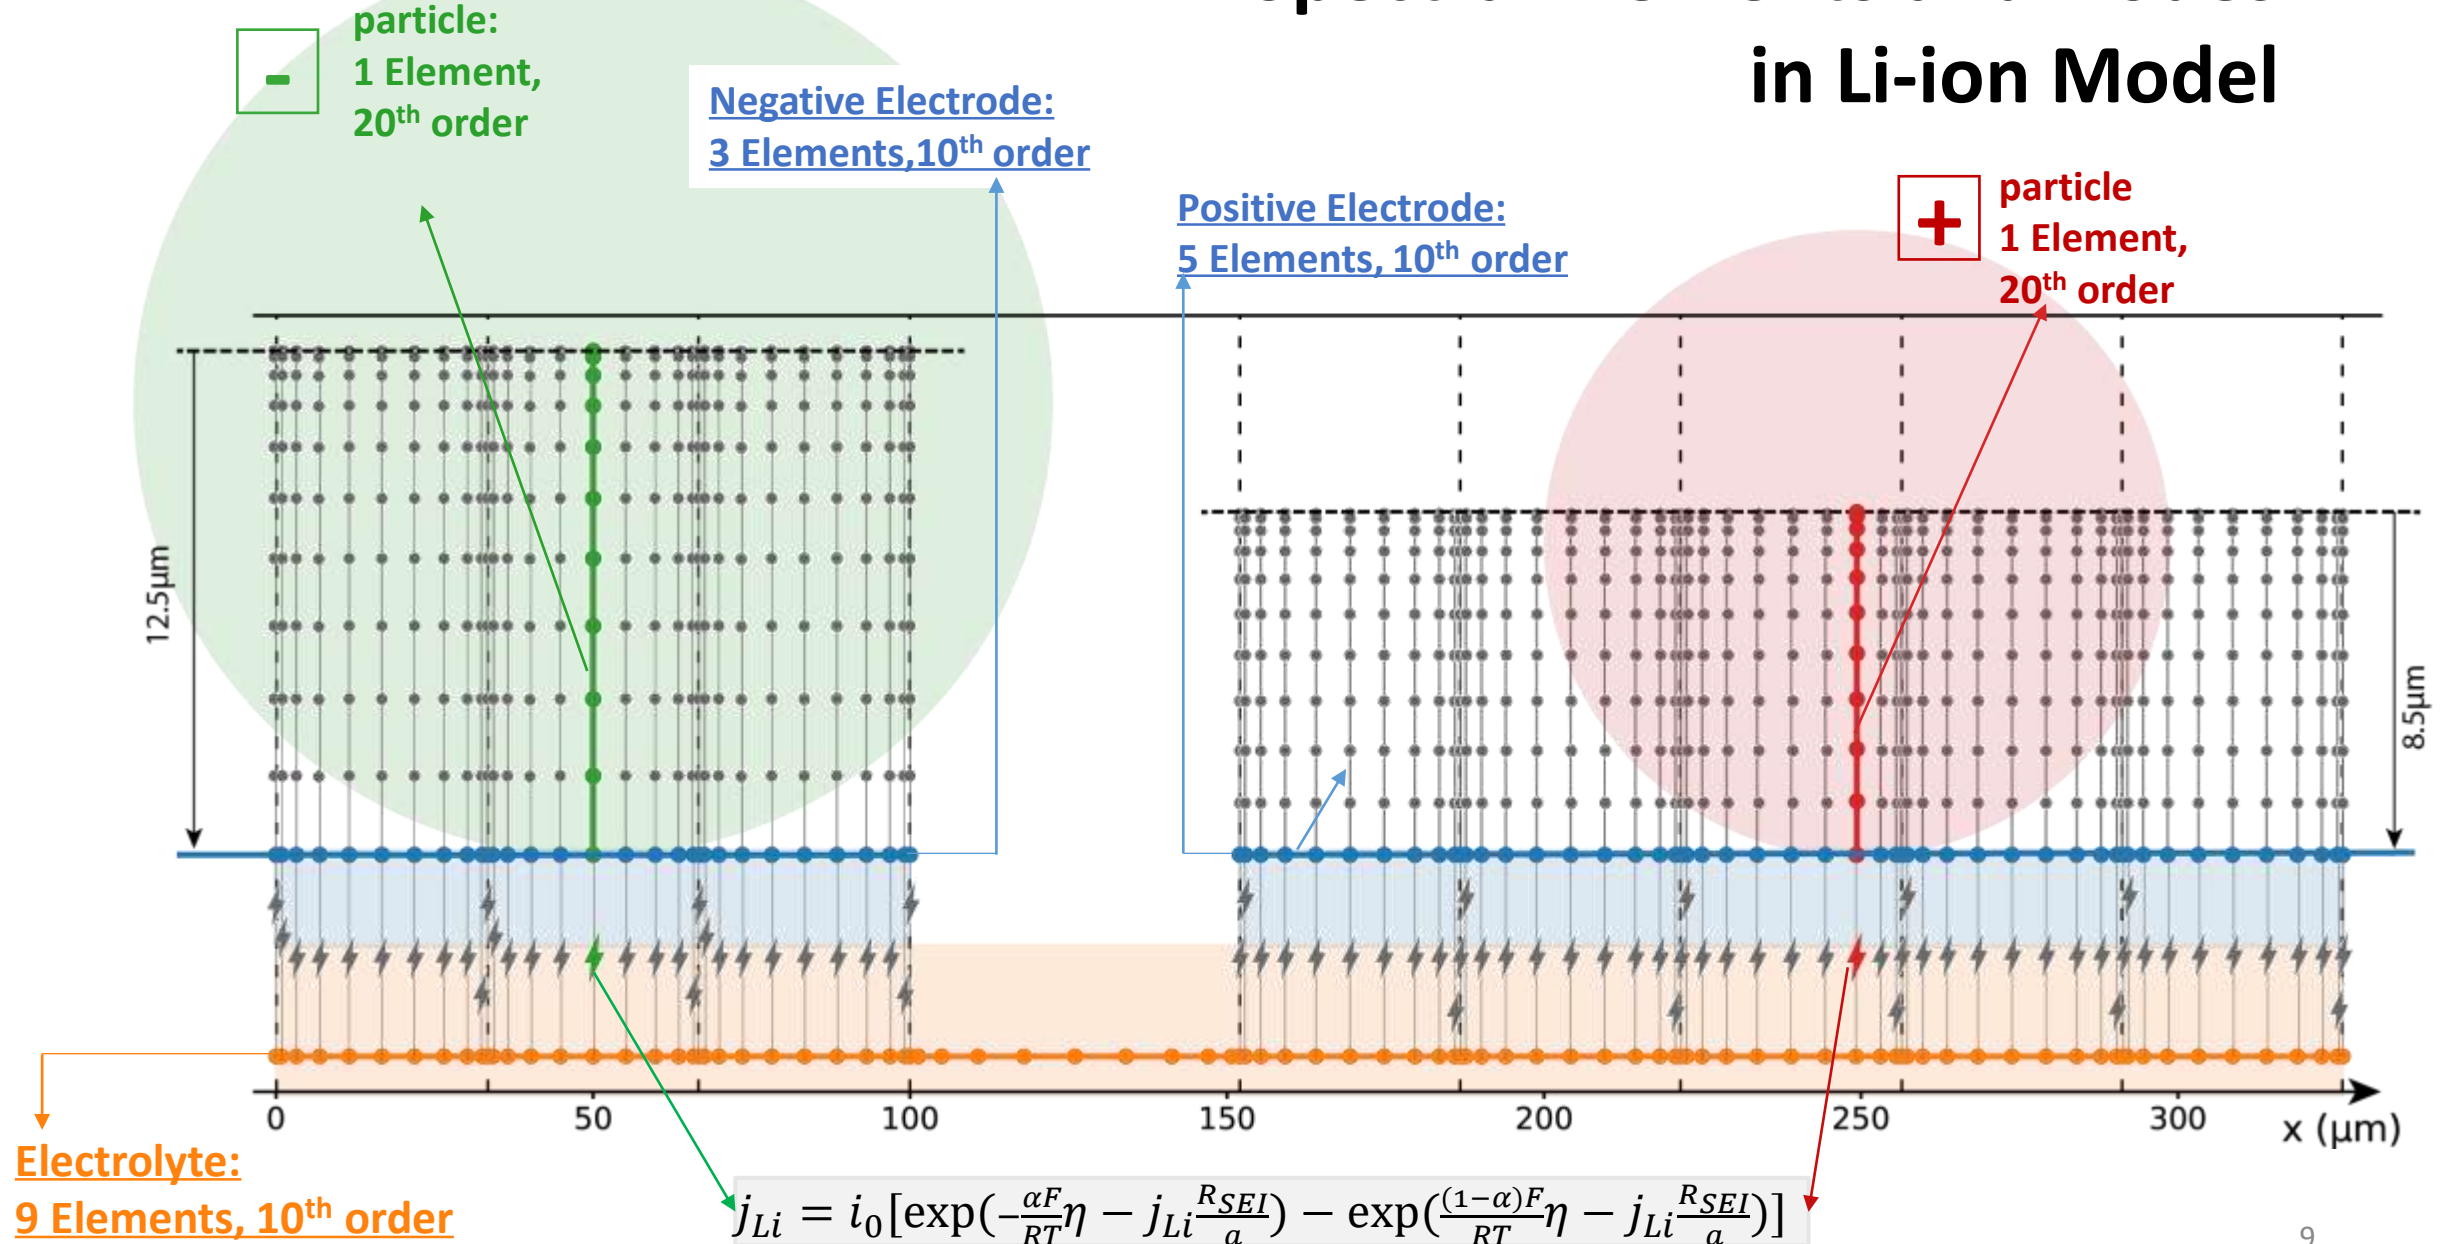 in Li-ion Model
particle:
1 Element,
20th order
-
Negative Electrode:
3 Elements,10th order
Positive Electrode:
5 Elements, 10th order
+
particle
1 Element,
20th order
12.5µm
8.5µm
0 50 100 150 200 250 300
x (µm)
Electrolyte:
9 Elements, 10th order
j_Li = i_0[exp(-αF/RT η − j_Li R_SEI/a) − exp((1−α)F/RT η − j_Li R_SEI/a)]
9